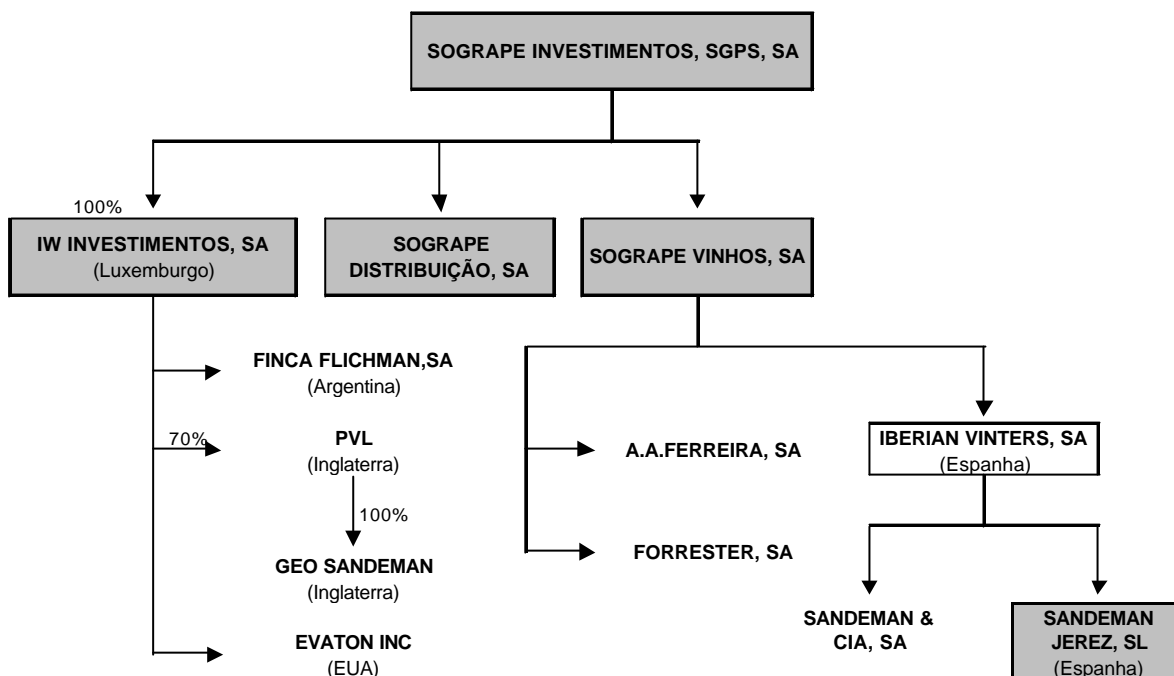 SOGRAPE INVESTIMENTOS, SGPS, SA
100%
IW INVESTIMENTOS, SA
(Luxemburgo)
SOGRAPE
DISTRIBUIÇÃO, SA
SOGRAPE VINHOS, SA
FINCA FLICHMAN,SA
(Argentina)
70%
PVL
(Inglaterra)
100%
GEO SANDEMAN
(Inglaterra)
EVATON INC
(EUA)
A.A.FERREIRA, SA
FORRESTER, SA
IBERIAN VINTERS, SA
(Espanha)
SANDEMAN &
CIA, SA
SANDEMAN
JEREZ, SL
(Espanha)